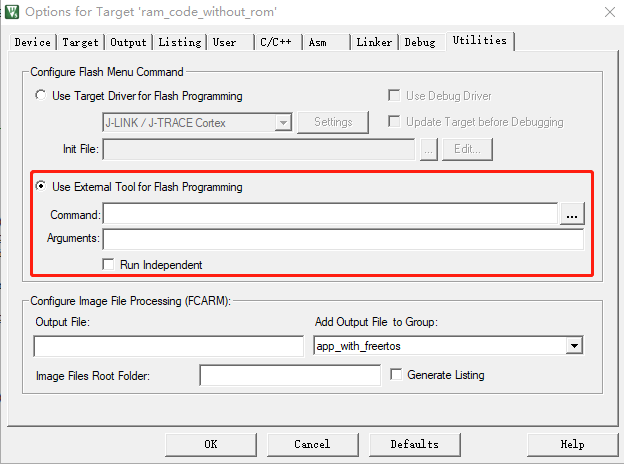 Options for Target 'ram_code_without_rom'
Device Target Output Listing User C/C++ Asm Linker Debug Utilities
Configure Flash Menu Command
Use Target Driver for Flash Programming
Use Debug Driver
J-LINK / J-TRACE Cortex
Settings
Update Target before Debugging
Init File:
...
Edit...
Use External Tool for Flash Programming
Command:
...
Arguments:
Run Independent
Configure Image File Processing (FCARM):
Output File:
Add Output File to Group:
app_with_freertos
Image Files Root Folder:
Generate Listing
OK Cancel Defaults Help